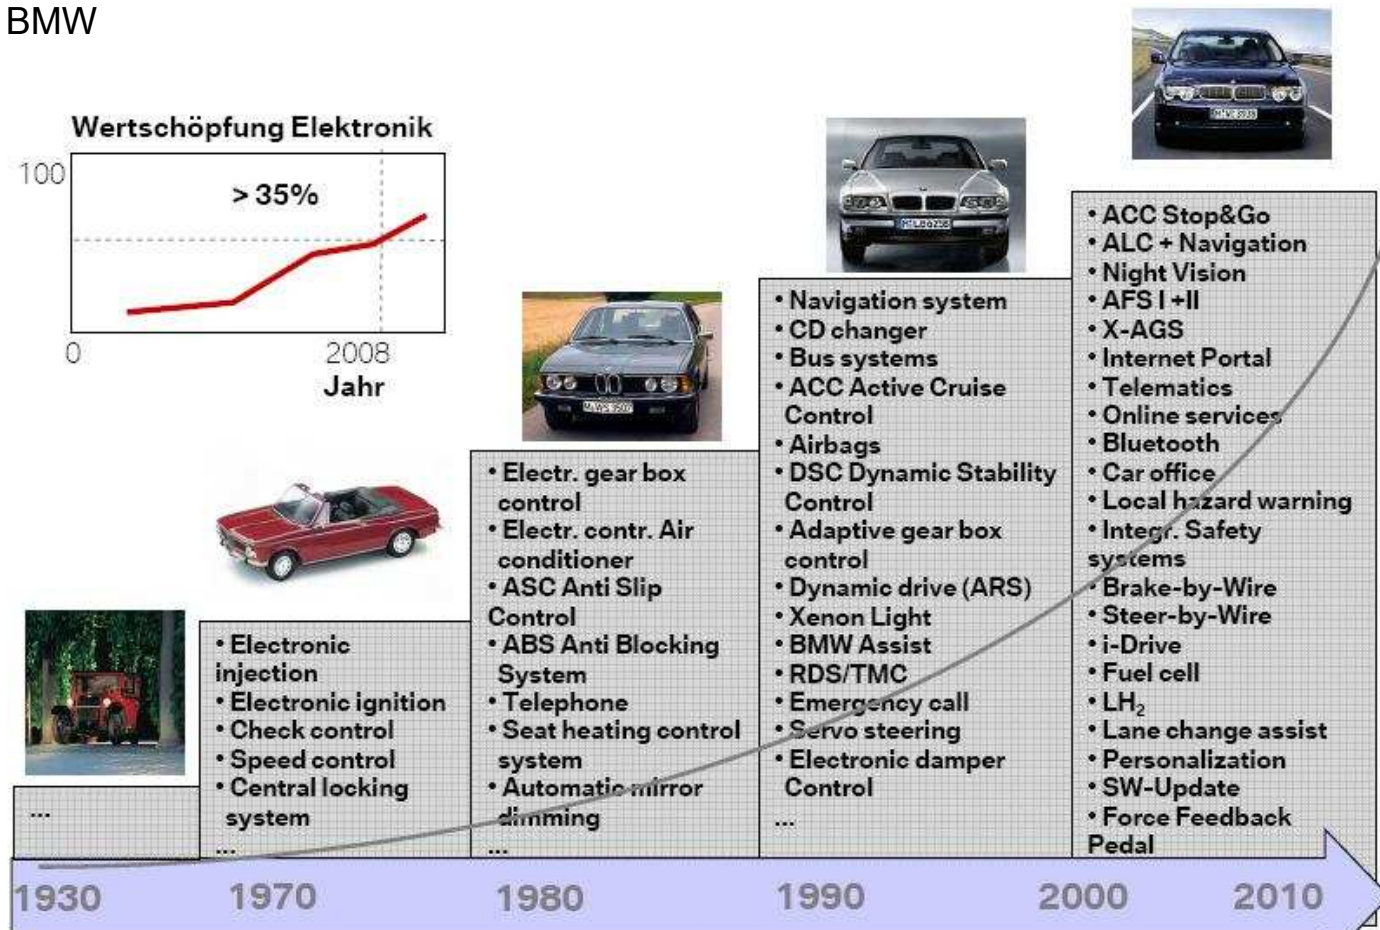 BMW
Wertschöpfung Elektronik
100
> 35%
0
2008
Jahr
...
• Electronic
injection
• Electronic ignition
• Check control
• Speed control
• Central locking
system
...
• Electr. gear box
control
• Electr. contr. Air
conditioner
• ASC Anti Slip
Control
• ABS Anti Blocking
System
• Telephone
• Seat heating control
system
• Automatic mirror
dimming
...
• Navigation system
• CD changer
• Bus systems
• ACC Active Cruise
Control
• Airbags
• DSC Dynamic Stability
Control
• Adaptive gear box
control
• Dynamic drive (ARS)
• Xenon Light
• BMW Assist
• RDS/TMC
• Emergency call
• Servo steering
• Electronic damper
Control
...
• ACC Stop&Go
• ALC + Navigation
• Night Vision
• AFS I +II
• X-AGS
• Internet Portal
• Telematics
• Online services
• Bluetooth
• Car office
• Local hazard warning
• Integr. Safety
systems
• Brake-by-Wire
• Steer-by-Wire
• i-Drive
• Fuel cell
• LH₂
• Lane change assist
• Personalization
• SW-Update
• Force Feedback
Pedal
1930 1970 1980 1990 2000 2010